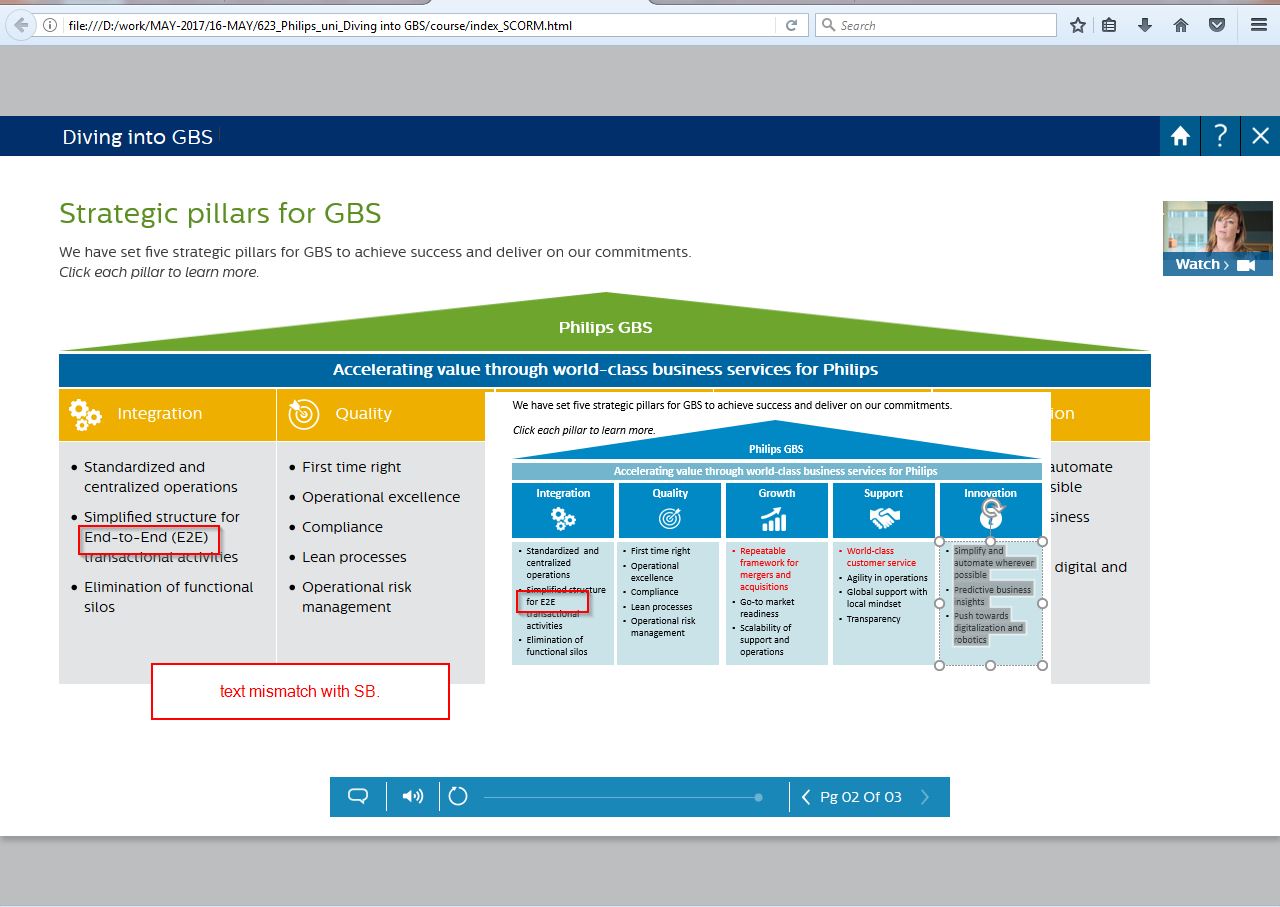 file:///D:/work/MAY-2017/16-MAY/623_Philips_uni_Diving into GBS/course/index_SCORM.html
Search
Diving into GBS
?
Strategic pillars for GBS
We have set five strategic pillars for GBS to achieve success and deliver on our commitments.
Click each pillar to learn more.
Watch ›
Philips GBS
Accelerating value through world-class business services for Philips
Integration
• Standardized and
centralized operations
• Simplified structure for
End-to-End (E2E)
transactional activities
• Elimination of functional
silos
Quality
• First time right
• Operational excellence
• Compliance
• Lean processes
• Operational risk
management
We have set five strategic pillars for GBS to achieve success and deliver on our commitments.
Click each pillar to learn more.
Philips GBS
Accelerating value through world-class business services for Philips
Integration
• Standardized and
centralized
operations
• Simplified structure
for E2E
transactional
activities
• Elimination of
functional silos
Quality
• First time right
• Operational
excellence
• Compliance
• Lean processes
• Operational risk
management
Growth
• Repeatable
framework for
mergers and
acquisitions
• Go-to market
readiness
• Scalability of
support and
operations
Support
• World-class
customer service
• Agility in operations
• Global support with
local mindset
• Transparency
Innovation
• Simplify and
automate wherever
possible
• Predictive business
insights
• Push towards
digitalization and
robotics
ion
automate
sible
siness
digital and
text mismatch with SB.
Pg 02 Of 03